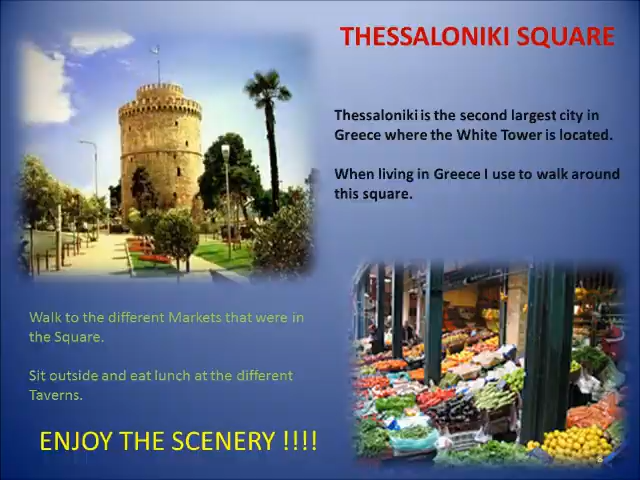 THESSALONIKI SQUARE
Thessaloniki is the second largest city in
Greece where the White Tower is located.
When living in Greece I use to walk around
this square.
Walk to the different Markets that were in
the Square.
Sit outside and eat lunch at the different
Taverns.
ENJOY THE SCENERY !!!!